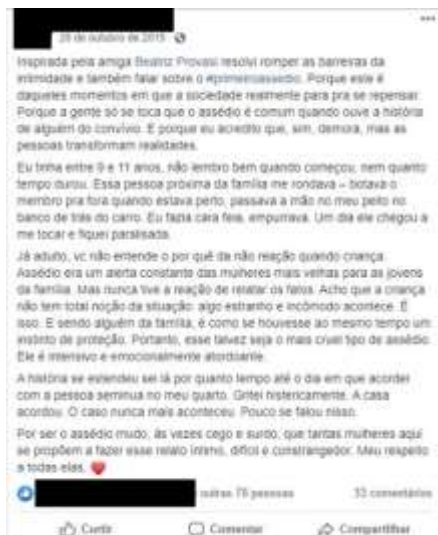 20 de outubro de 2015
Inspirada pela amiga Beatriz Provasi resolvi romper as barreiras da
intimidade e também falar sobre o #primeiroassedio. Porque este é
daqueles momentos em que a sociedade realmente para pra se repensar.
Porque a gente só se toca que o assédio é comum quando ouve a história
de alguém do convívio. E porque eu acredito que, sim, demora, mas as
pessoas transformam realidades.
Eu tinha entre 9 e 11 anos, não lembro bem quando começou, nem quanto
tempo durou. Essa pessoa próxima da família me rondava – botava o
membro pra fora quando estava perto, passava a mão no meu peito no
banco de trás do carro. Eu fazia cara feia, empurrava. Um dia ele chegou a
me tocar e fiquei paralisada.
Já adulto, vc não entende o por quê da não reação quando criança.
Assédio era um alerta constante das mulheres mais velhas para as jovens
da família. Mas nunca tive a reação de relatar os fatos. Acho que a criança
não tem total noção da situação: algo estranho e incômodo acontece. É
isso. E sendo alguém da família, é como se houvesse ao mesmo tempo um
instinto de proteção. Portanto, esse talvez seja o mais cruel tipo de assédio.
Ele é intensivo e emocionalmente atordoante.
A história se estendeu sei lá por quanto tempo até o dia em que acordei
com a pessoa seminua no meu quarto. Gritei histericamente. A casa
acordou. O caso nunca mais aconteceu. Pouco se falou nisso.
Por ser o assédio mudo, às vezes cego e surdo, que tantas mulheres aqui
se propõem a fazer esse relato íntimo, difícil e constrangedor. Meu respeito
a todas elas.
outras 78 pessoas 33 comentários
Curtir Comentar Compartilhar